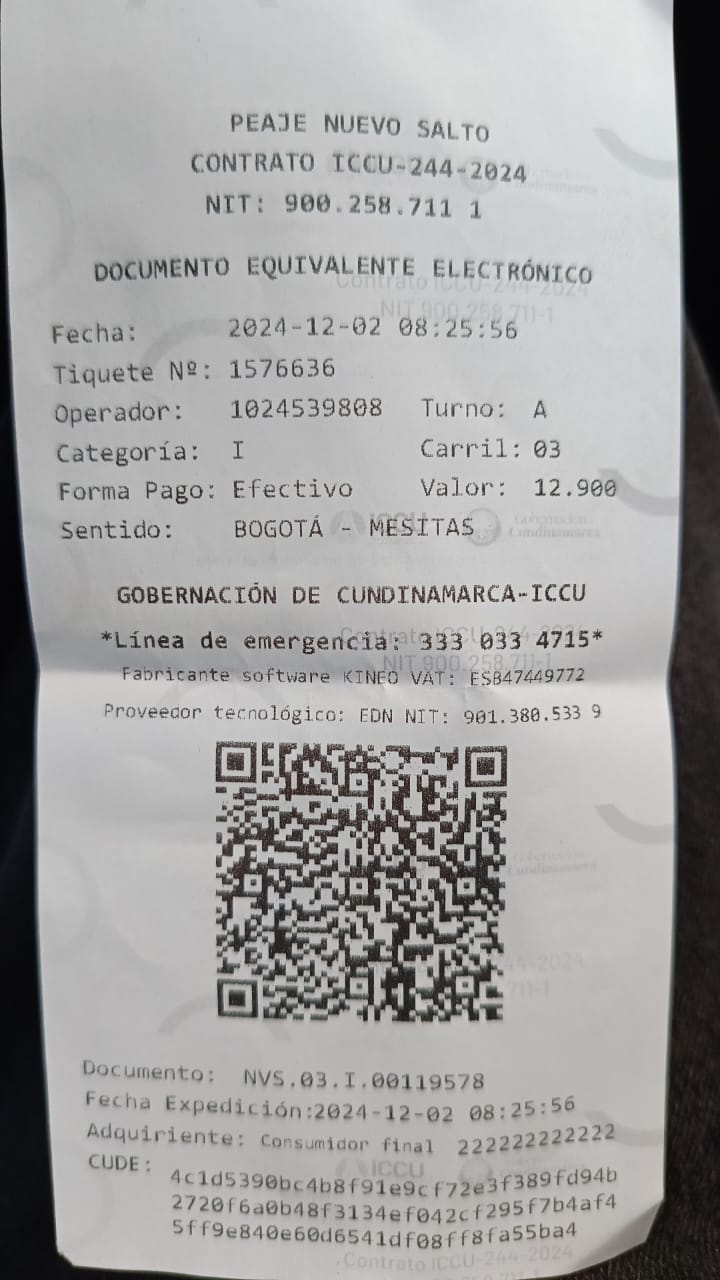 PEAJE NUEVO SALTO
CONTRATO ICCU-244-2024
NIT: 900.258.711 1
DOCUMENTO EQUIVALENTE ELECTRÓNICO
Fecha: 2024-12-02 08:25:56
Tiquete Nº: 1576636
Operador: 1024539808 Turno: A
Categoría: I Carril: 03
Forma Pago: Efectivo Valor: 12.900
Sentido: BOGOTÁ - MESITAS
GOBERNACIÓN DE CUNDINAMARCA-ICCU
*Línea de emergencia: 333 033 4715*
Fabricante software KINEO VAT: ESB47449772
Proveedor tecnológico: EDN NIT: 901.380.533 9
Documento: NVS.03.I.00119578
Fecha Expedición:2024-12-02 08:25:56
Adquiriente: Consumidor final 222222222222
CUDE: 4c1d5390bc4b8f91e9cf72e3f389fd94b
2720f6a0b48f3134ef042cf295f7b4af4
5ff9e840e60d6541df08ff8fa55ba4